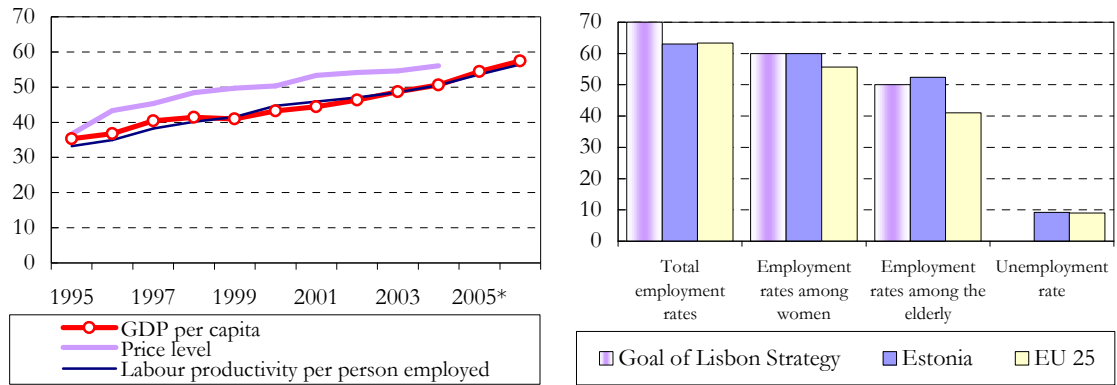 70
60
50
40
30
20
10
0
1995 1997 1999 2001 2003 2005*
GDP per capita
Price level
Labour productivity per person employed
70
60
50
40
30
20
10
0
Total employment rates
Employment rates among women
Employment rates among the elderly
Unemployment rate
Goal of Lisbon Strategy Estonia EU 25